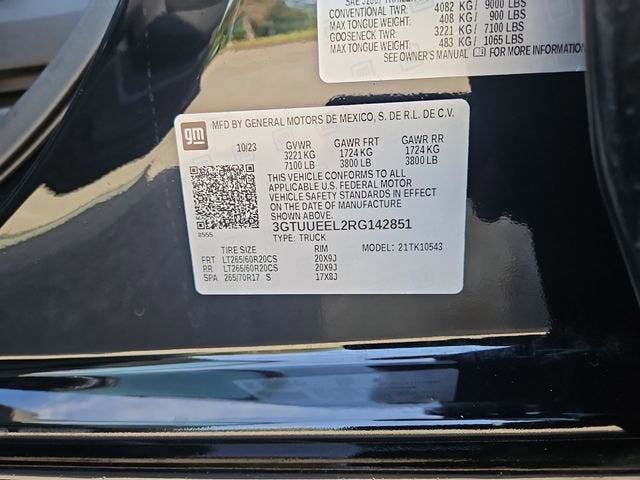 CONVENTIONAL TWR: 4082 KG / 9000 LBS
MAX TONGUE WEIGHT: 408 KG / 900 LBS
GOOSENECK TWR: 3221 KG / 7100 LBS
MAX TONGUE WEIGHT: 483 KG / 1065 LBS
SEE OWNER'S MANUAL FOR MORE INFORMATION
gm MFD BY GENERAL MOTORS DE MEXICO, S. DE R.L. DE C.V.
10/23 GVWR GAWR FRT GAWR RR
3221 KG 1724 KG 1724 KG
7100 LB 3800 LB 3800 LB
THIS VEHICLE CONFORMS TO ALL
APPLICABLE U.S. FEDERAL MOTOR
VEHICLE SAFETY STANDARDS IN EFFECT
ON THE DATE OF MANUFACTURE
SHOWN ABOVE.
3GTUUEEL2RG142851
TYPE: TRUCK MODEL: 21TK10543
TIRE SIZE RIM
FRT LT265/60R20CS 20X9J
RR LT265/60R20CS 20X9J
SPA 265/70R17 S 17X8J